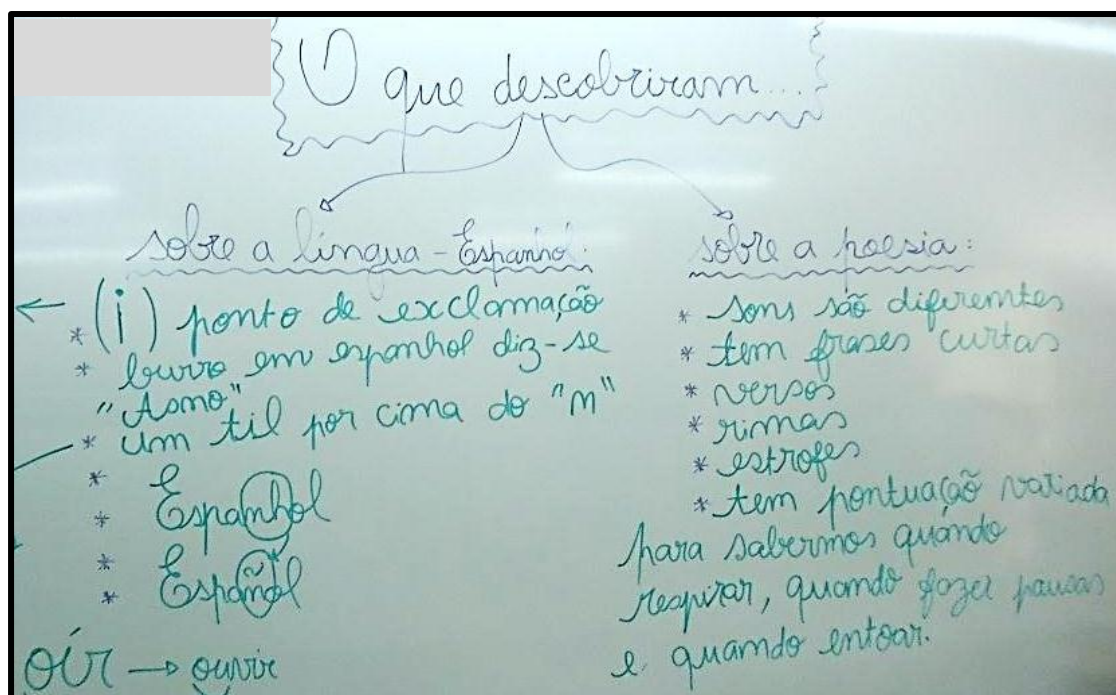 O que descobriram...
sobre a língua - Espanhol:
* (¡) ponto de exclamação
* burro em espanhol diz-se
"Asno"
* um til por cima do "n"
*
* Espanhol
*
* Español
oír → ouvir
sobre a poesia:
* sons são diferentes
* tem frases curtas
* versos
* rimas
* estrofes
* tem pontuação variada
para sabermos quando
respirar, quando fazer pausas
e quando entoar.